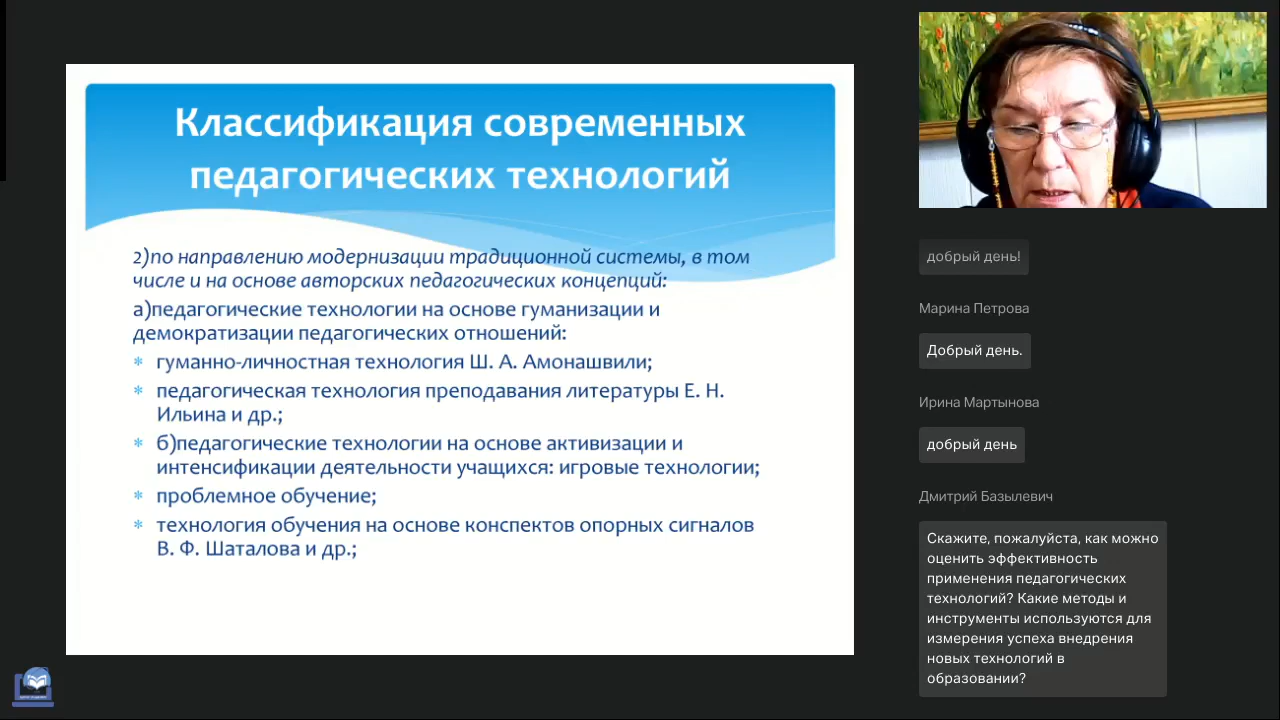 Классификация современных
педагогических технологий
2)по направлению модернизации традиционной системы, в том
числе и на основе авторских педагогических концепций:
а)педагогические технологии на основе гуманизации и
демократизации педагогических отношений:
* гуманно-личностная технология Ш. А. Амонашвили;
* педагогическая технология преподавания литературы Е. Н.
Ильина и др.;
* б)педагогические технологии на основе активизации и
интенсификации деятельности учащихся: игровые технологии;
* проблемное обучение;
* технология обучения на основе конспектов опорных сигналов
В. Ф. Шаталова и др.;
добрый день!
Марина Петрова
Добрый день.
Ирина Мартынова
добрый день
Дмитрий Базылевич
Скажите, пожалуйста, как можно
оценить эффективность
применения педагогических
технологий? Какие методы и
инструменты используются для
измерения успеха внедрения
новых технологий в
образовании?